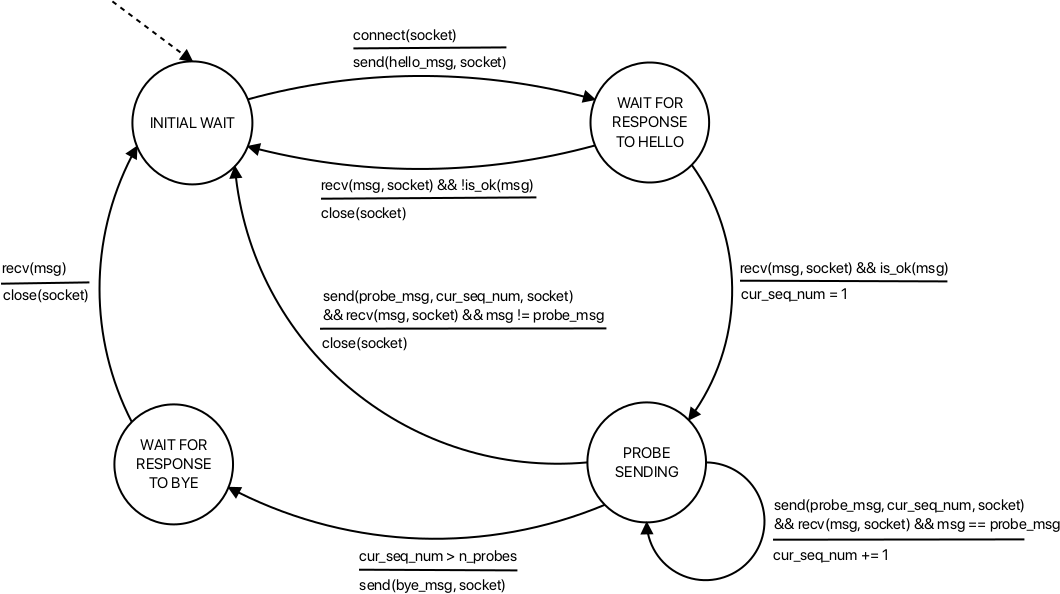 connect(socket)
send(hello_msg, socket)
INITIAL WAIT
WAIT FOR
RESPONSE
TO HELLO
recv(msg, socket) && !is_ok(msg)
close(socket)
recv(msg)
close(socket)
recv(msg, socket) && is_ok(msg)
cur_seq_num = 1
send(probe_msg, cur_seq_num, socket)
&& recv(msg, socket) && msg != probe_msg
close(socket)
WAIT FOR
RESPONSE
TO BYE
PROBE
SENDING
send(probe_msg, cur_seq_num, socket)
&& recv(msg, socket) && msg == probe_msg
cur_seq_num += 1
cur_seq_num > n_probes
send(bye_msg, socket)